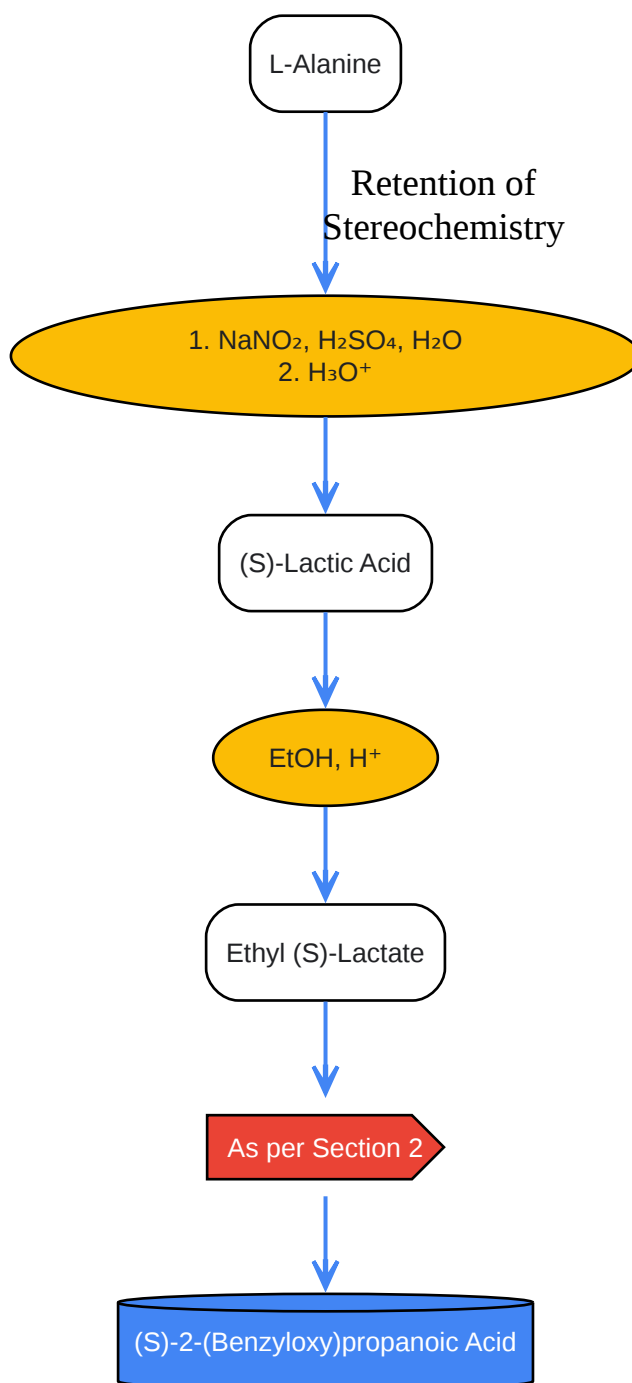 L-Alanine
Retention of
Stereochemistry
1. NaNO₂, H₂SO₄, H₂O
2. H₃O⁺
(S)-Lactic Acid
EtOH, H⁺
Ethyl (S)-Lactate
As per Section 2
(S)-2-(Benzyloxy)propanoic Acid